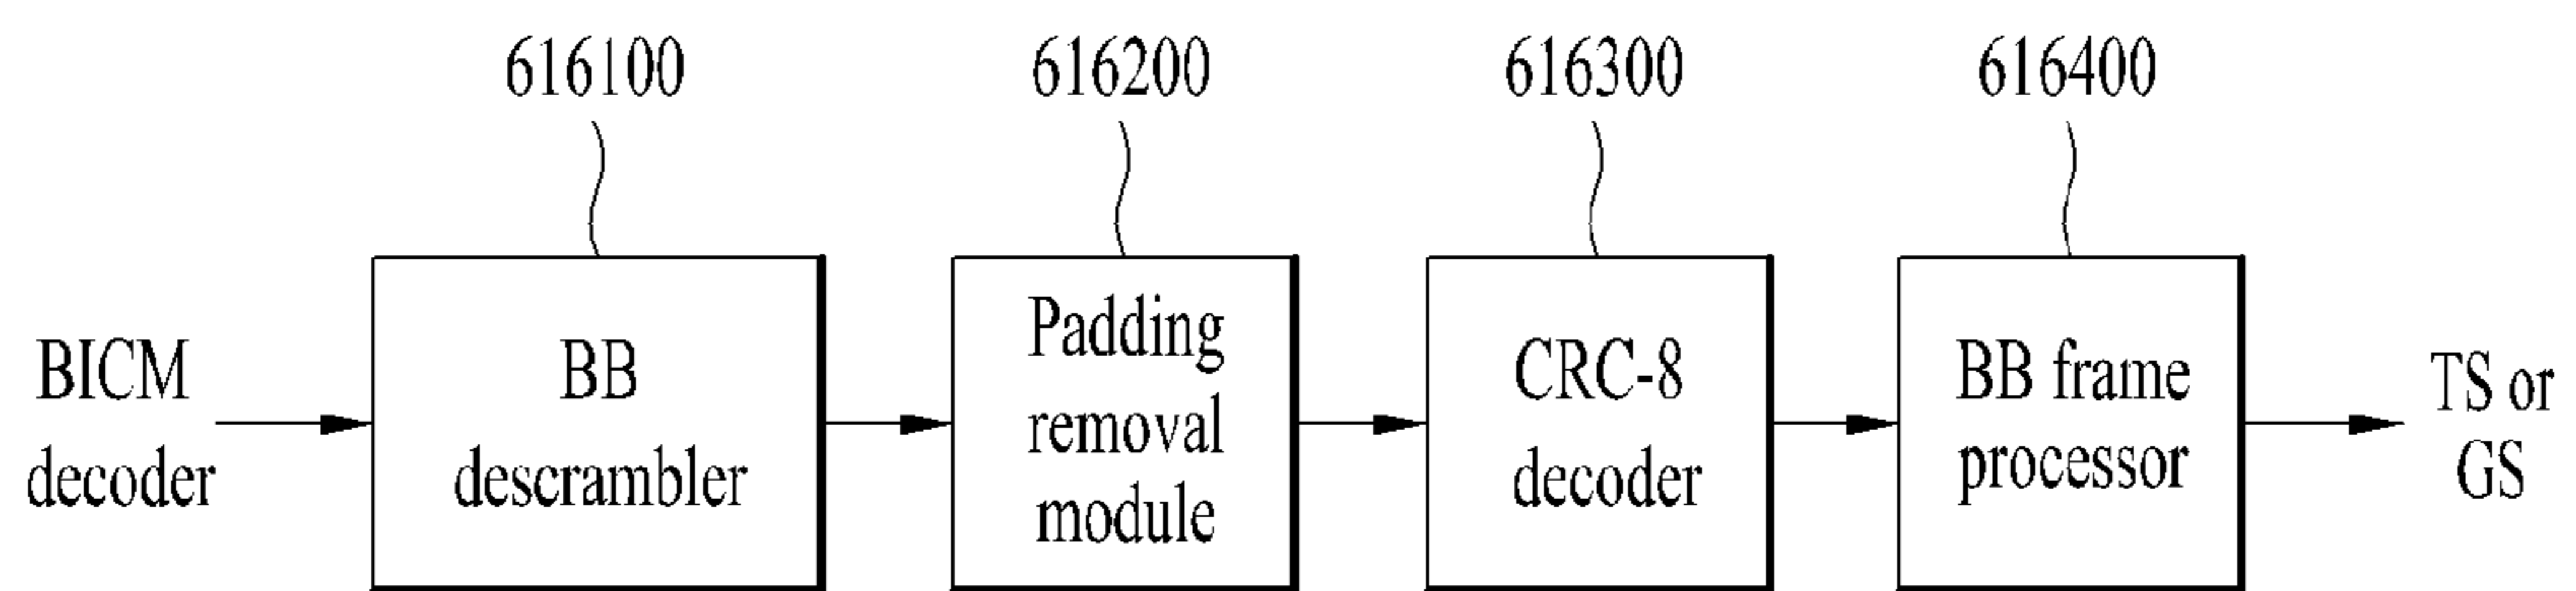 616100
616200
616300
616400
BICM
decoder
BB
descrambler
Padding
removal
module
CRC-8
decoder
BB frame
processor
TS or
GS